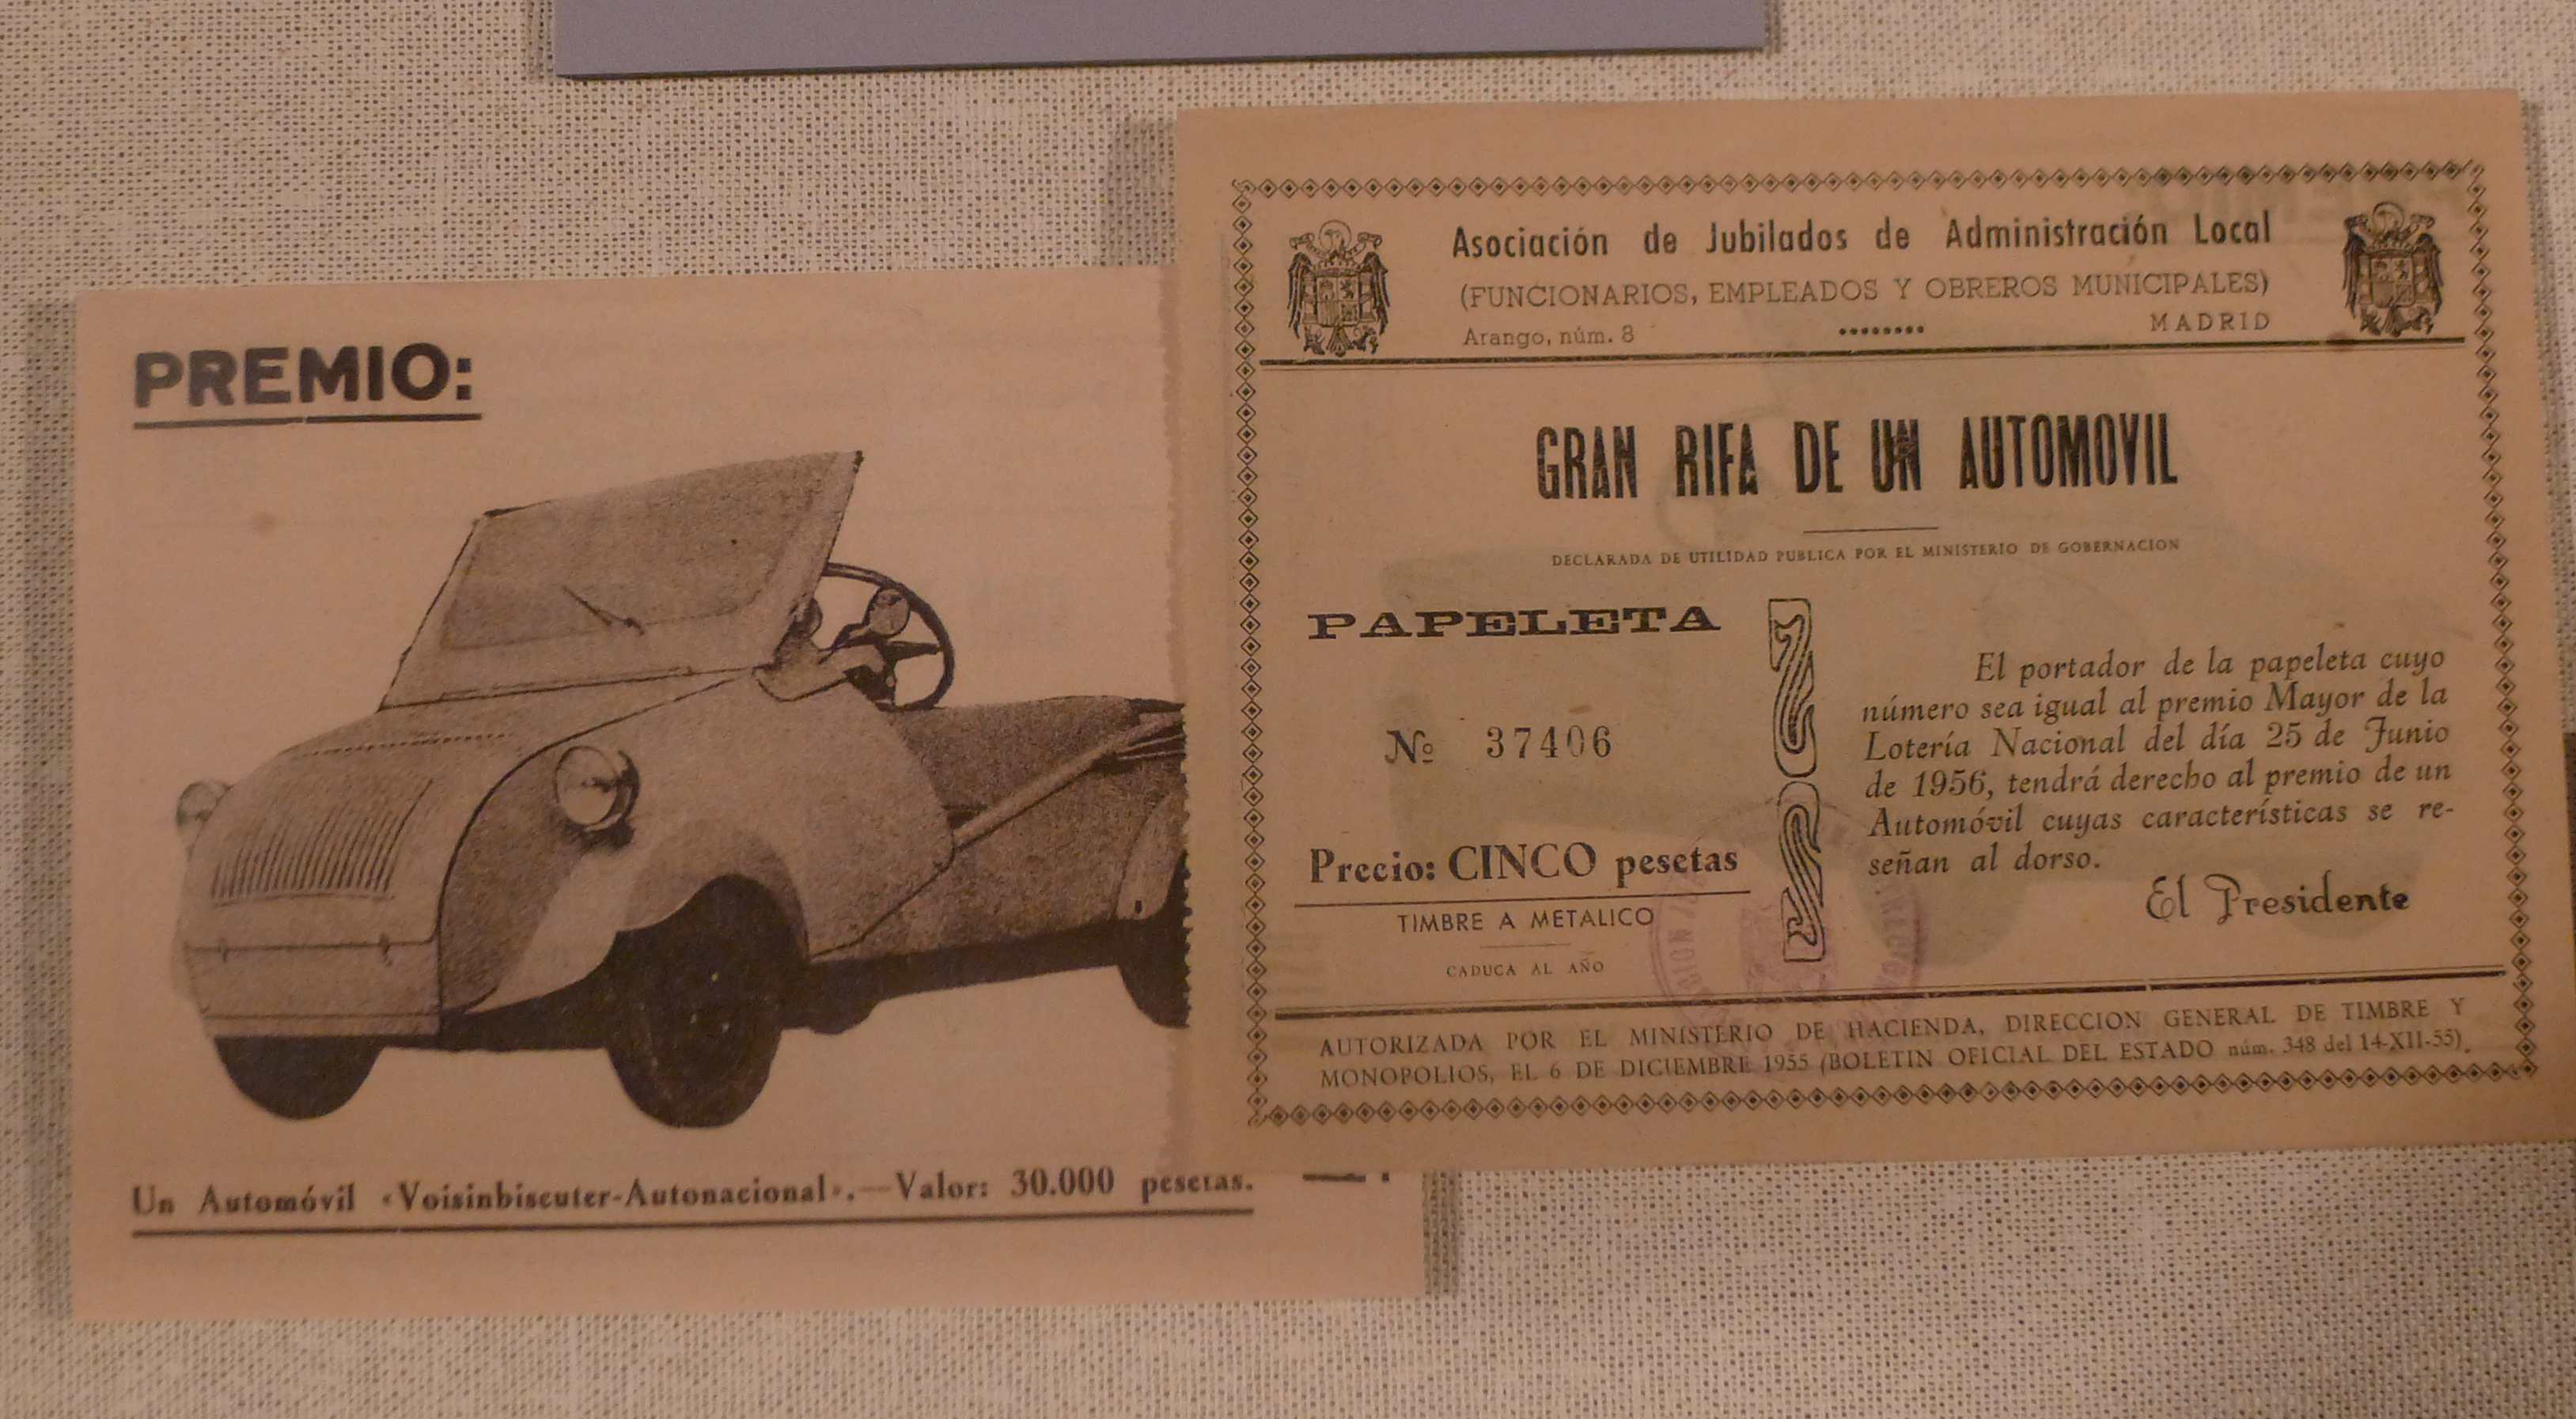 PREMIO:
Un Automóvil «Voisinbiscuter-Autonacional».—Valor: 30.000 pesetas.
Asociación de Jubilados de Administración Local
(FUNCIONARIOS, EMPLEADOS Y OBREROS MUNICIPALES)
Arango, núm. 8 MADRID
GRAN RIFA DE UN AUTOMOVIL
DECLARADA DE UTILIDAD PUBLICA POR EL MINISTERIO DE GOBERNACION
PAPELETA
Nº 37406
Precio: CINCO pesetas
TIMBRE A METALICO
CADUCA AL AÑO
El portador de la papeleta cuyo
número sea igual al premio Mayor de la
Lotería Nacional del día 25 de Junio
de 1956, tendrá derecho al premio de un
Automóvil cuyas características se re-
señan al dorso.
El Presidente
AUTORIZADA POR EL MINISTERIO DE HACIENDA, DIRECCION GENERAL DE TIMBRE Y
MONOPOLIOS, EL 6 DE DICIEMBRE 1955 (BOLETIN OFICIAL DEL ESTADO núm. 348 del 14-XII-55).